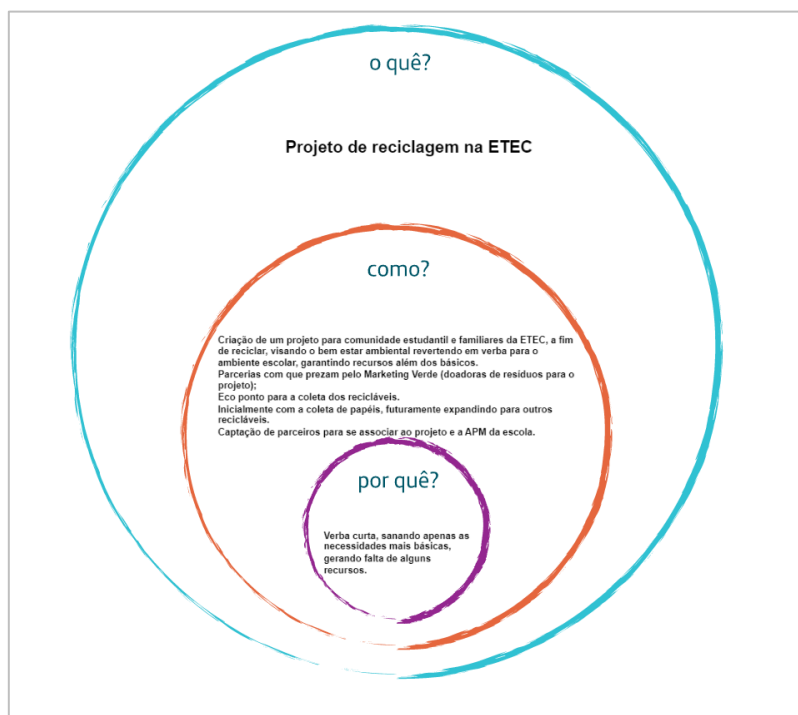 o quê?
Projeto de reciclagem na ETEC
como?
Criação de um projeto para comunidade estudantil e familiares da ETEC, a fim
de reciclar, visando o bem estar ambiental revertendo em verba para o
ambiente escolar, garantindo recursos além dos básicos.
Parcerias com que prezam pelo Marketing Verde (doadoras de resíduos para o
projeto);
Eco ponto para a coleta dos recicláveis.
Inicialmente com a coleta de papéis, futuramente expandindo para outros
recicláveis.
Captação de parceiros para se associar ao projeto e a APM da escola.
por quê?
Verba curta, sanando apenas as
necessidades mais básicas,
gerando falta de alguns
recursos.